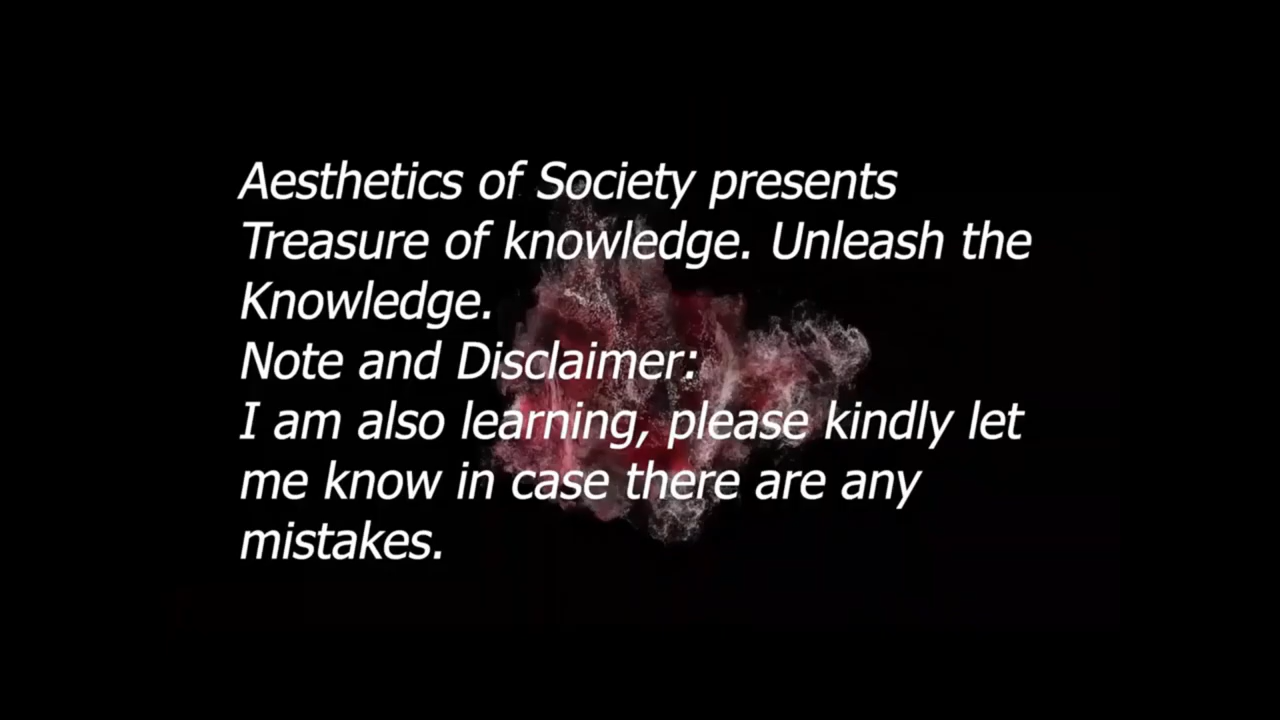 Aesthetics of Society presents
Treasure of knowledge. Unleash the
Knowledge.
Note and Disclaimer:
I am also learning, please kindly let
me know in case there are any
mistakes.